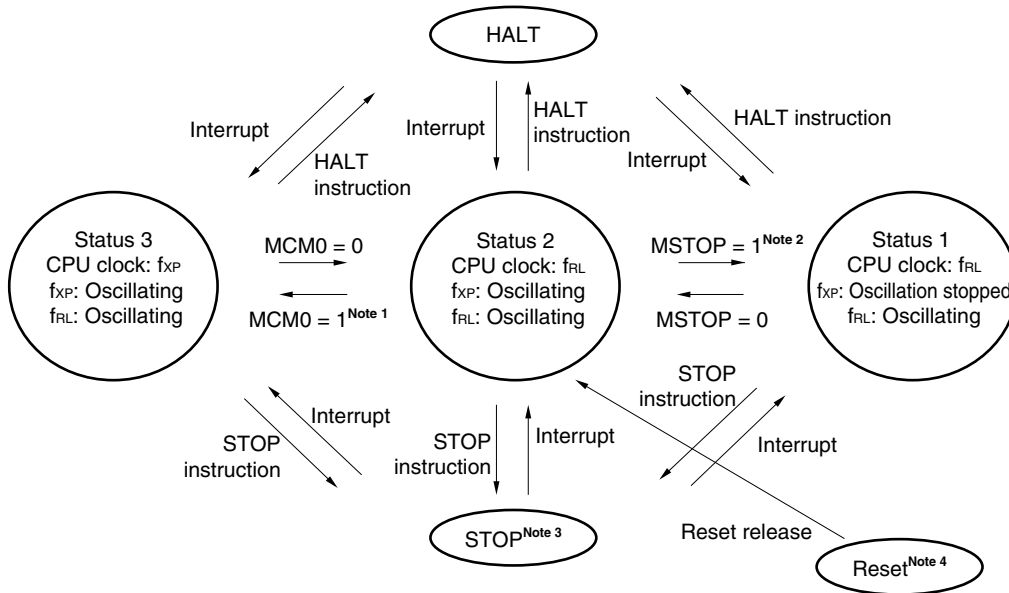 HALT
Interrupt
HALT
instruction
Interrupt
HALT
instruction
Interrupt
HALT instruction
Status 3
CPU clock: fXP
fXP: Oscillating
fRL: Oscillating
MCM0 = 0
MCM0 = 1Note 1
Status 2
CPU clock: fRL
fXP: Oscillating
fRL: Oscillating
MSTOP = 1Note 2
MSTOP = 0
Status 1
CPU clock: fRL
fXP: Oscillation stopped
fRL: Oscillating
STOP
instruction
Interrupt
STOP
instruction
Interrupt
STOP
instruction
Interrupt
STOPNote 3
Reset release
ResetNote 4